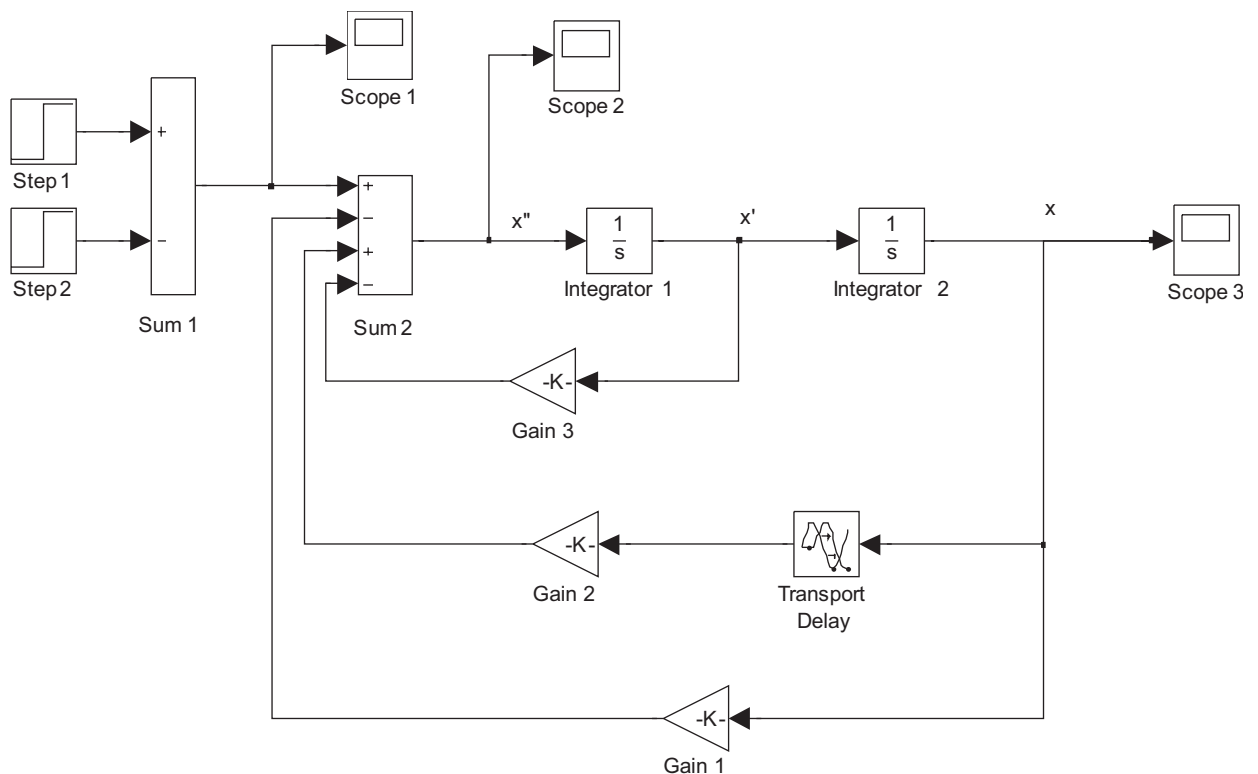 Scope 1
Scope 2
+
Step 1
−
Step 2
Sum 1
+
−
+
−
Sum 2
x"
1
s
Integrator 1
x'
1
s
Integrator 2
x
Scope 3
-K-
Gain 3
-K-
Gain 2
Transport
Delay
-K-
Gain 1